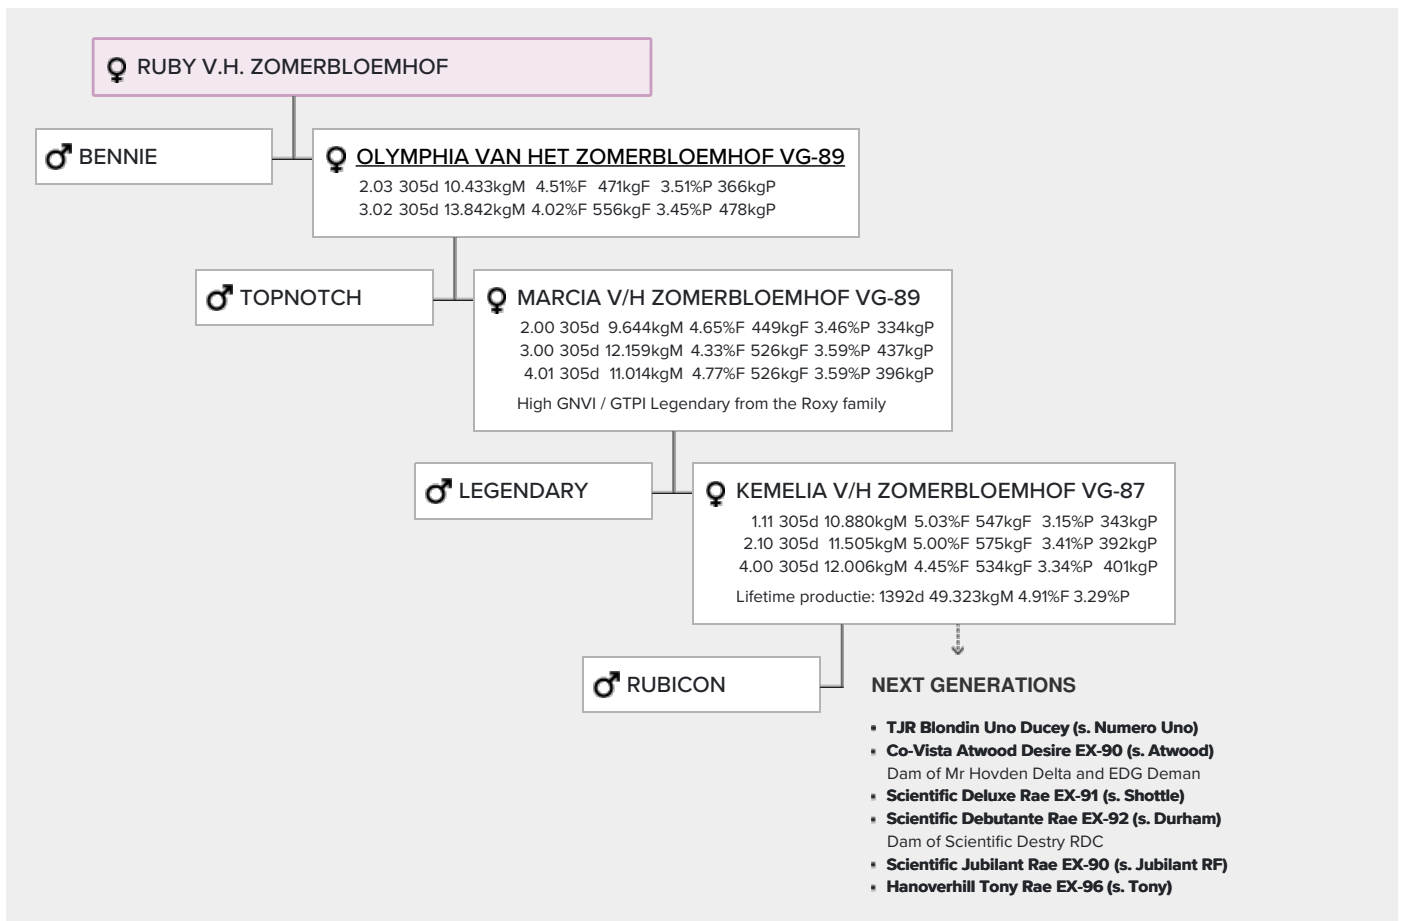 RUBY V.H. ZOMERBLOEMHOF
BENNIE
OLYMPHIA VAN HET ZOMERBLOEMHOF VG-89
2.03 305d 10.433kgM 4.51%F 471kgF 3.51%P 366kgP
3.02 305d 13.842kgM 4.02%F 556kgF 3.45%P 478kgP
TOPNOTCH
MARCIA V/H ZOMERBLOEMHOF VG-89
2.00 305d 9.644kgM 4.65%F 449kgF 3.46%P 334kgP
3.00 305d 12.159kgM 4.33%F 526kgF 3.59%P 437kgP
4.01 305d 11.014kgM 4.77%F 526kgF 3.59%P 396kgP
High GNVI / GTPI Legendary from the Roxy family
LEGENDARY
KEMELIA V/H ZOMERBLOEMHOF VG-87
1.11 305d 10.880kgM 5.03%F 547kgF 3.15%P 343kgP
2.10 305d 11.505kgM 5.00%F 575kgF 3.41%P 392kgP
4.00 305d 12.006kgM 4.45%F 534kgF 3.34%P 401kgP
Lifetime productie: 1392d 49.323kgM 4.91%F 3.29%P
RUBICON
NEXT GENERATIONS
• TJR Blondin Uno Ducey (s. Numero Uno)
• Co-Vista Atwood Desire EX-90 (s. Atwood)
Dam of Mr Hovden Delta and EDG Deman
• Scientific Deluxe Rae EX-91 (s. Shottle)
• Scientific Debutante Rae EX-92 (s. Durham)
Dam of Scientific Destry RDC
• Scientific Jubilant Rae EX-90 (s. Jubilant RF)
• Hanoverhill Tony Rae EX-96 (s. Tony)